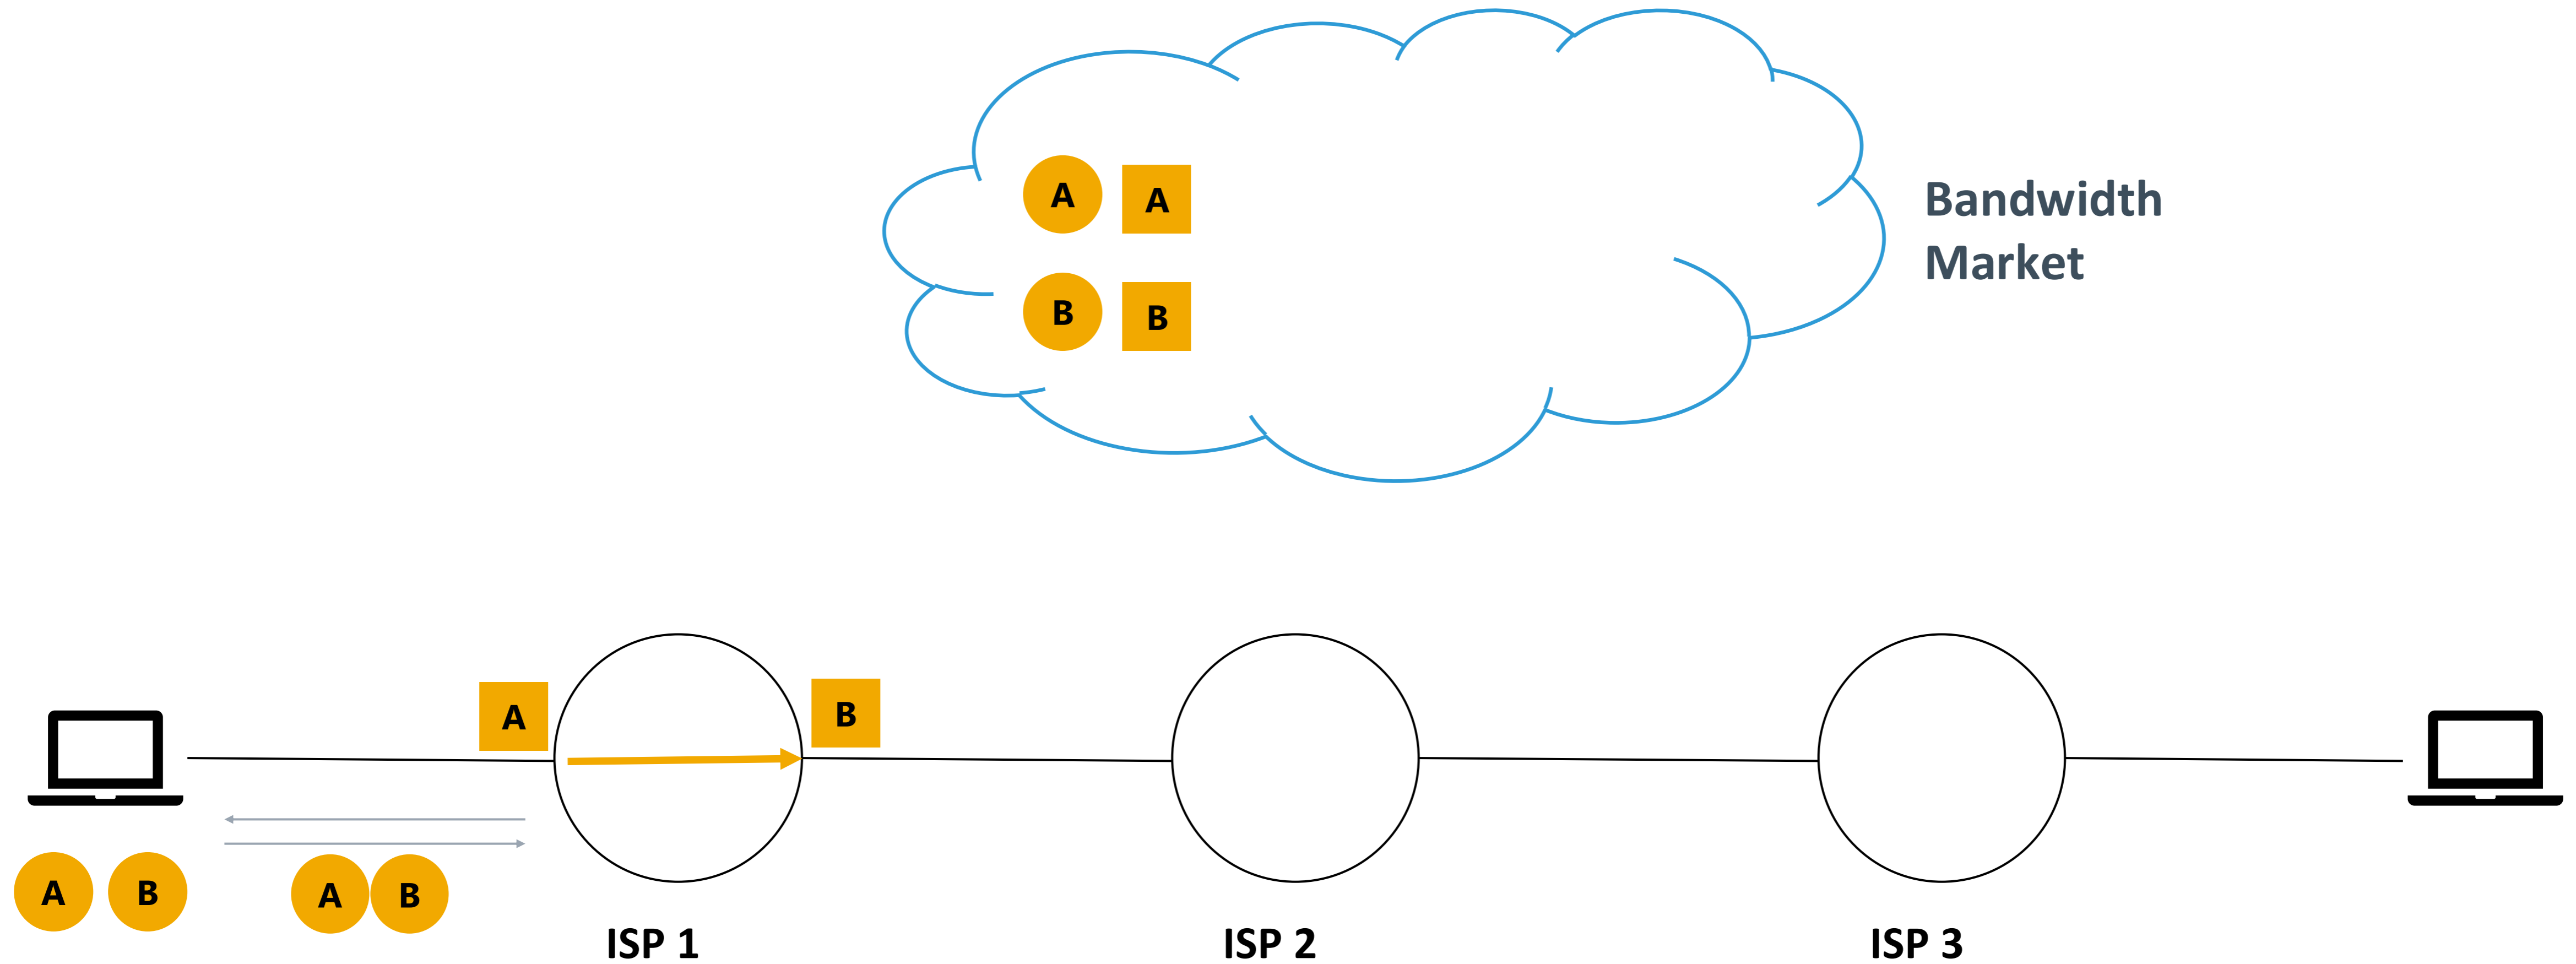 A A
B B
Bandwidth
Market
A B
A B A B
ISP 1 ISP 2 ISP 3